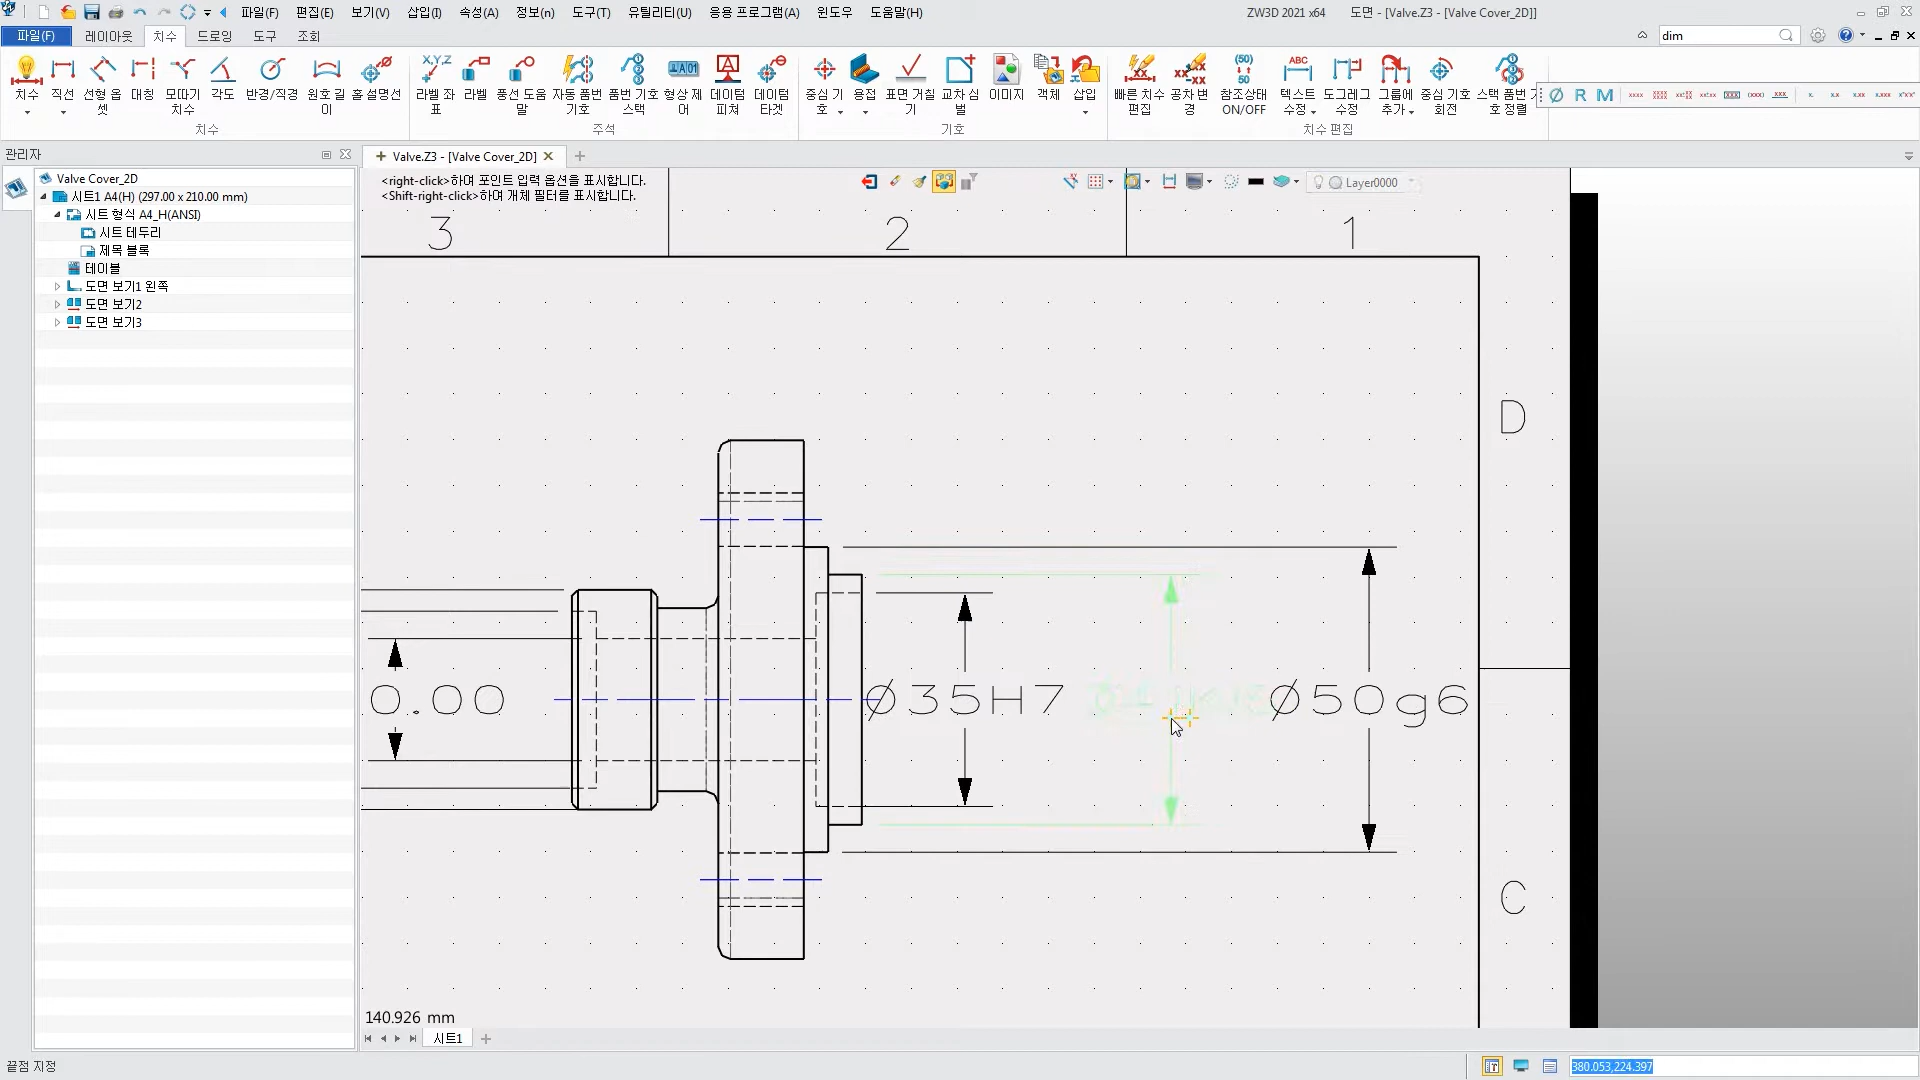 파일(F) 편집(E) 보기(V) 삽입(I) 속성(A) 정보(n) 도구(T) 유틸리티(U) 응용 프로그램(A) 윈도우 도움말(H) ZW3D 2021 x64 도면 - [Valve.Z3 - [Valve Cover_2D]]
파일(F) 레이아웃 치수 드로잉 도구 조회 dim
치수 직선 선형 옵셋 대칭 모따기 치수 각도 반경/직경 원호 길이 홀 설명선
라벨 좌표 라벨 풍선 도움말 자동 품번 기호 품번 기호 스택 형상 제어 데이텀 피쳐 데이텀 타겟
중심 기호 용접 표면 거칠기 교차 심벌 이미지 객체 삽입
빠른 치수 편집 공차 변경 참조상태 ON/OFF 텍스트 수정 도그레그 수정 그룹에 추가 중심 기호 회전 스택 품번 기호 정렬
Ø R M
치수 주석 기호 치수 편집
관리자
Valve.Z3 - [Valve Cover_2D]
Valve Cover_2D
시트1 A4(H) (297.00 x 210.00 mm)
시트 형식 A4_H(ANSI)
시트 테두리
제목 블록
테이블
도면 보기1 왼쪽
도면 보기2
도면 보기3
<right-click>하며 포인트 입력 옵션을 표시합니다.
<Shift-right-click>하며 개체 필터를 표시합니다.
Layer0000
3 2 1
D
0.00 Ø35H7 Ø50g6
C
140.926 mm
시트1
끝점 지정
380.053,224.397